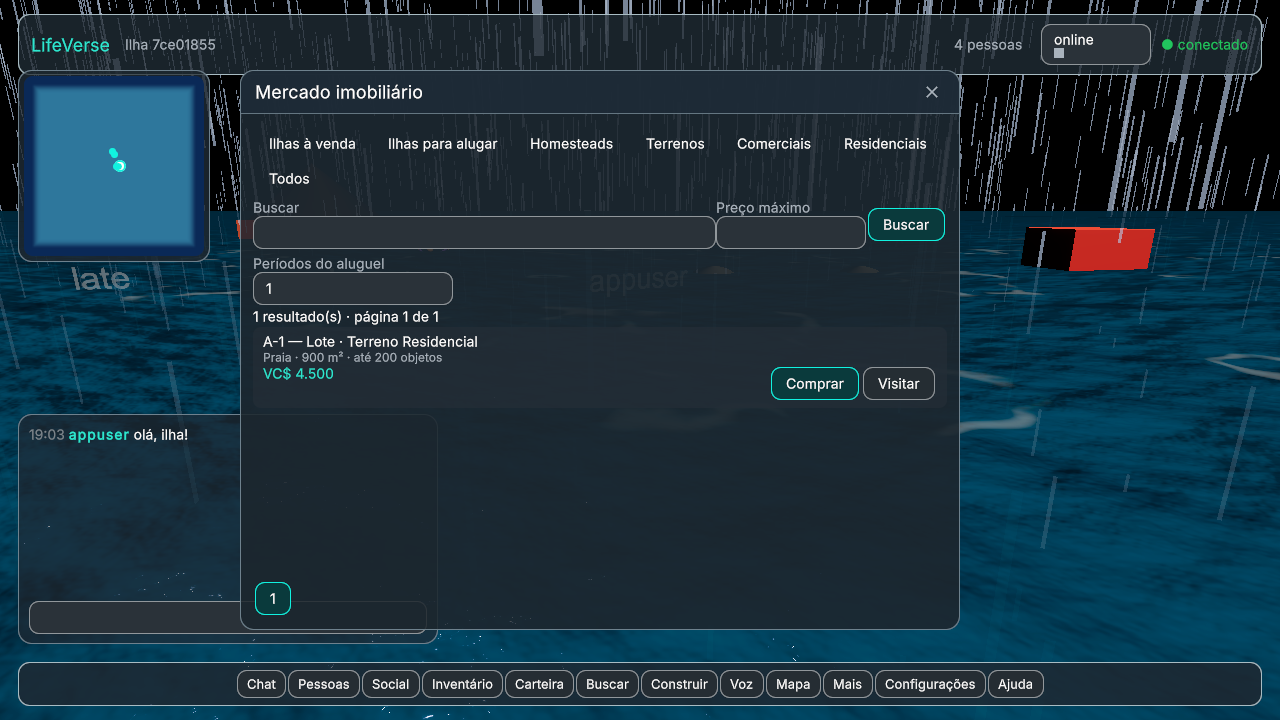 LifeVerse Ilha 7ce01855
4 pessoas
online
conectado
Mercado imobiliário
Ilhas à venda
Ilhas para alugar
Homesteads
Terrenos
Comerciais
Residenciais
Todos
Buscar
Preço máximo
Buscar
Períodos do aluguel
1
1 resultado(s) · página 1 de 1
A-1 — Lote · Terreno Residencial
Praia · 900 m² · até 200 objetos
VC$ 4.500
Comprar
Visitar
late
appuser
19:03 appuser olá, ilha!
1
Chat
Pessoas
Social
Inventário
Carteira
Buscar
Construir
Voz
Mapa
Mais
Configurações
Ajuda